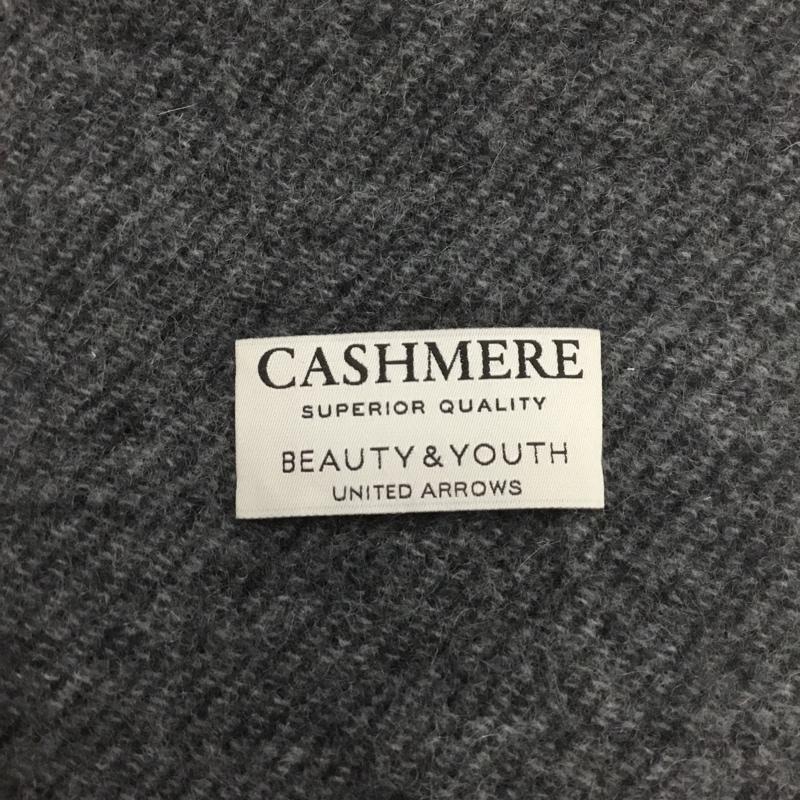 CASHMERE
SUPERIOR QUALITY
BEAUTY & YOUTH
UNITED ARROWS